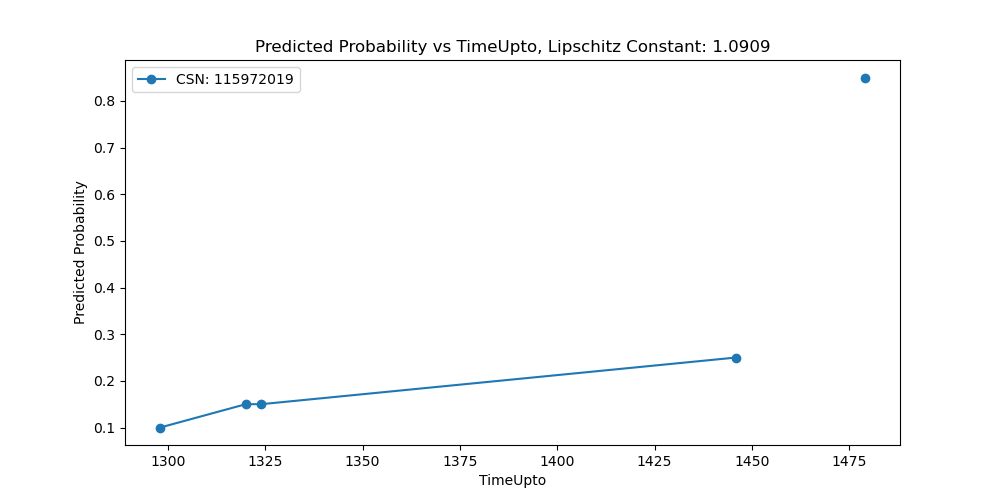 Predicted Probability vs TimeUpto, Lipschitz Constant: 1.0909
CSN: 115972019
Predicted Probability
0.8
0.7
0.6
0.5
0.4
0.3
0.2
0.1
1300 1325 1350 1375 1400 1425 1450 1475
TimeUpto